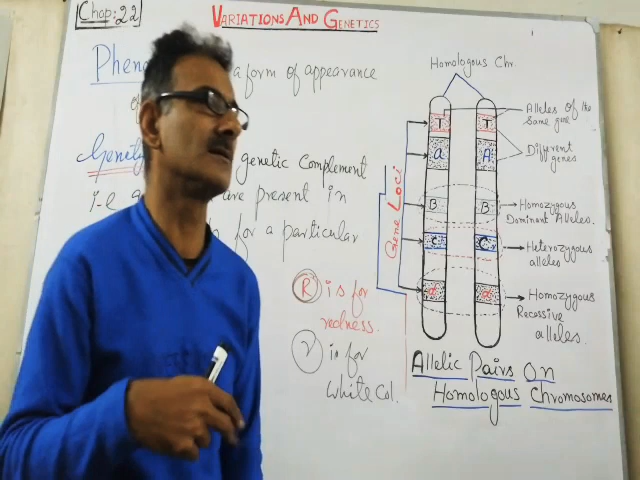 Chap: 22
VARIATIONS AND GENETICS
Phen a form of appearance
Genety genetic complement
i.e are present in
for a particular
R is for
redness.
r is for
white Col.
Homologous Chr.
Gene Loci
T T
a A
B B
c C
d d
Alleles of the
same gene
Different
genes
Homozygous
Dominant Alleles.
Heterozygous
alleles
Homozygous
Recessive
alleles.
Allelic Pairs On
Homologous Chromosomes